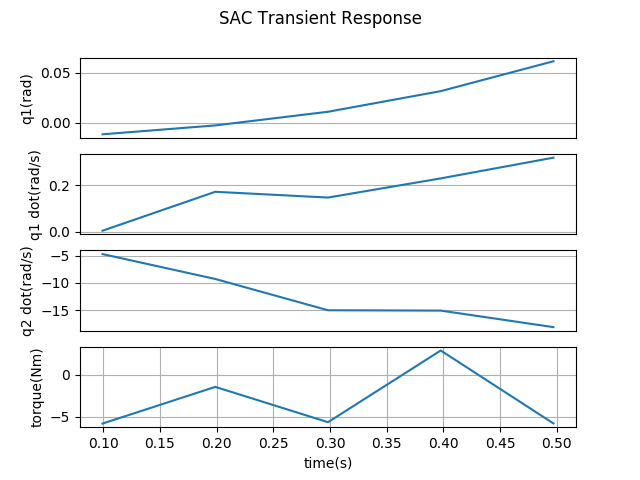 SAC Transient Response
q1(rad)
0.05
0.00
q1 dot(rad/s)
0.2
0.0
q2 dot(rad/s)
−5
−10
−15
torque(Nm)
0
−5
0.10 0.15 0.20 0.25 0.30 0.35 0.40 0.45 0.50
time(s)